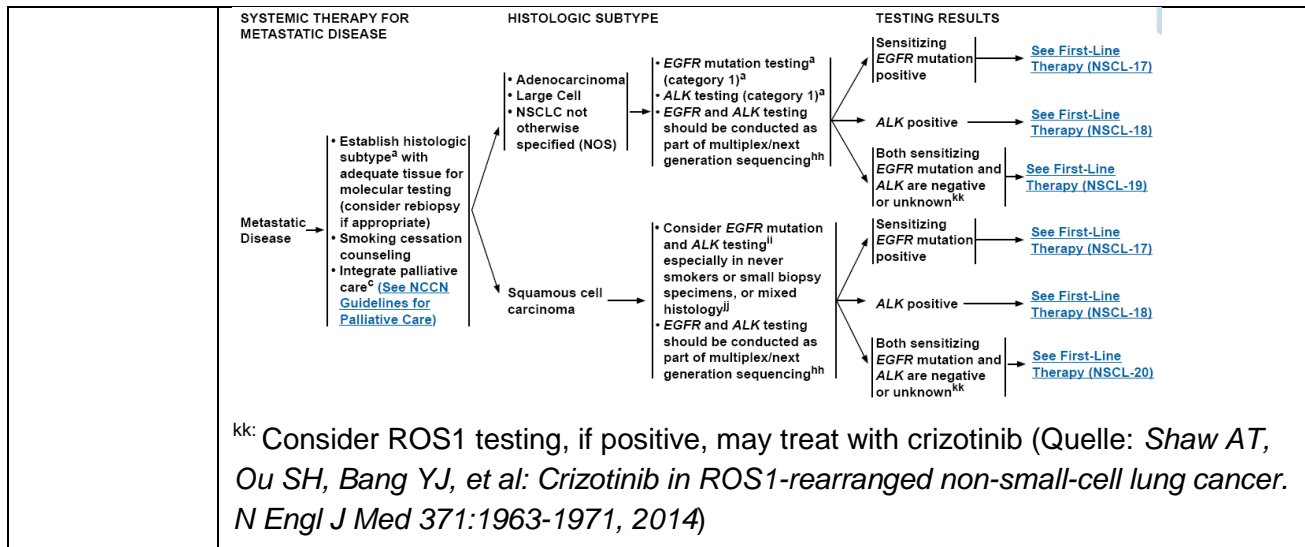 SYSTEMIC THERAPY FOR
METASTATIC DISEASE
HISTOLOGIC SUBTYPE
TESTING RESULTS
Metastatic
Disease
• Establish histologic
subtypeᵃ with
adequate tissue for
molecular testing
(consider rebiopsy
if appropriate)
• Smoking cessation
counseling
• Integrate palliative
careᶜ (See NCCN
Guidelines for
Palliative Care)
• Adenocarcinoma
• Large Cell
• NSCLC not
otherwise
specified (NOS)
• EGFR mutation testingᵃ
(category 1)ᵃ
• ALK testing (category 1)ᵃ
• EGFR and ALK testing
should be conducted as
part of multiplex/next
generation sequencingʰʰ
Sensitizing
EGFR mutation
positive
See First-Line
Therapy (NSCL-17)
ALK positive
See First-Line
Therapy (NSCL-18)
Both sensitizing
EGFR mutation and
ALK are negative
or unknownᵏᵏ
See First-Line
Therapy (NSCL-19)
Squamous cell
carcinoma
• Consider EGFR mutation
and ALK testingⁱⁱ
especially in never
smokers or small biopsy
specimens, or mixed
histologyʲʲ
• EGFR and ALK testing
should be conducted as
part of multiplex/next
generation sequencingʰʰ
Sensitizing
EGFR mutation
positive
See First-Line
Therapy (NSCL-17)
ALK positive
See First-Line
Therapy (NSCL-18)
Both sensitizing
EGFR mutation and
ALK are negative
or unknownᵏᵏ
See First-Line
Therapy (NSCL-20)
ᵏᵏ: Consider ROS1 testing, if positive, may treat with crizotinib (Quelle: Shaw AT,
Ou SH, Bang YJ, et al: Crizotinib in ROS1-rearranged non-small-cell lung cancer.
N Engl J Med 371:1963-1971, 2014)